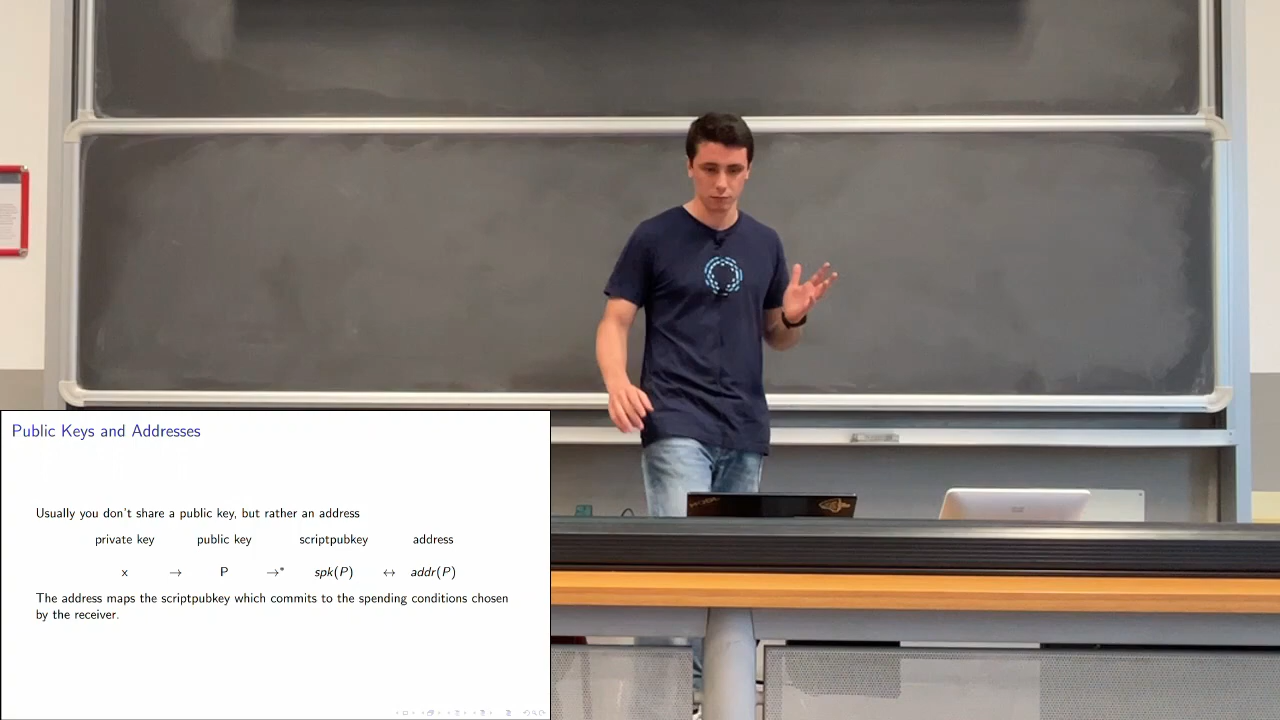 Public Keys and Addresses
Usually you don't share a public key, but rather an address
private key public key scriptpubkey address
x → P →* spk(P) ↔ addr(P)
The address maps the scriptpubkey which commits to the spending conditions chosen
by the receiver.